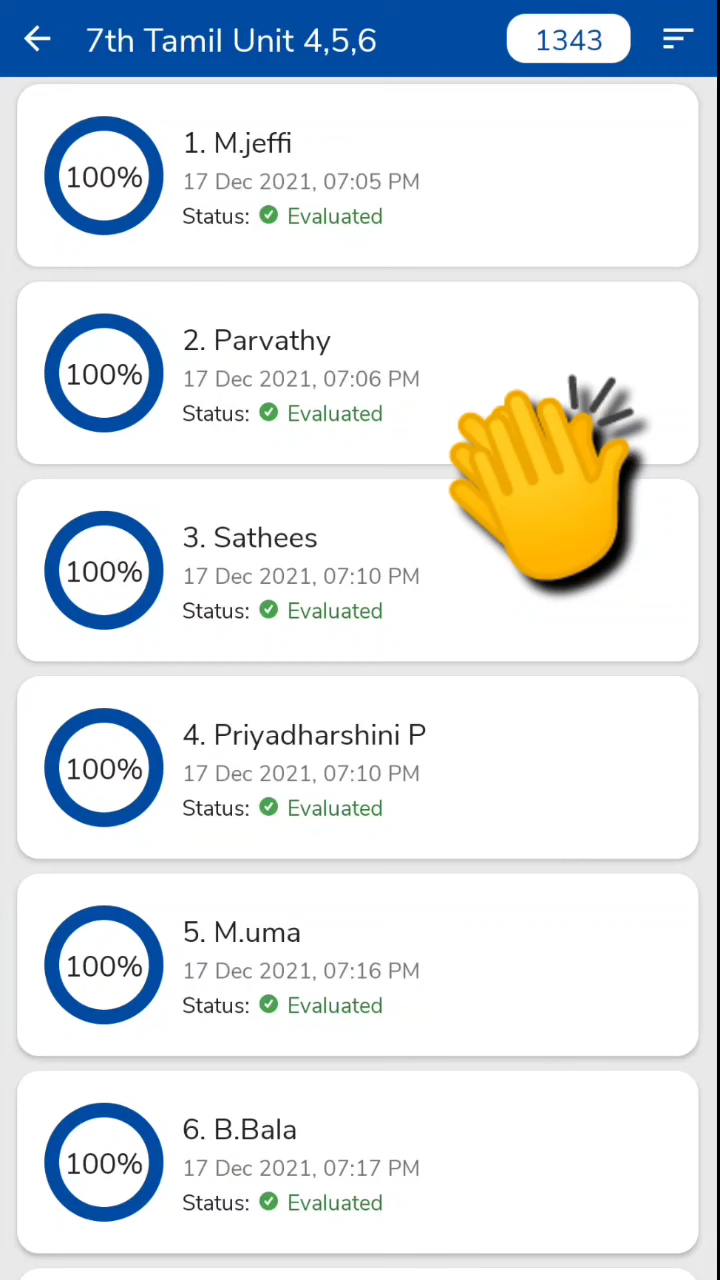 7th Tamil Unit 4,5,6
1343
100%
1. M.jeffi
17 Dec 2021, 07:05 PM
Status: Evaluated
100%
2. Parvathy
17 Dec 2021, 07:06 PM
Status: Evaluated
100%
3. Sathees
17 Dec 2021, 07:10 PM
Status: Evaluated
100%
4. Priyadharshini P
17 Dec 2021, 07:10 PM
Status: Evaluated
100%
5. M.uma
17 Dec 2021, 07:16 PM
Status: Evaluated
100%
6. B.Bala
17 Dec 2021, 07:17 PM
Status: Evaluated